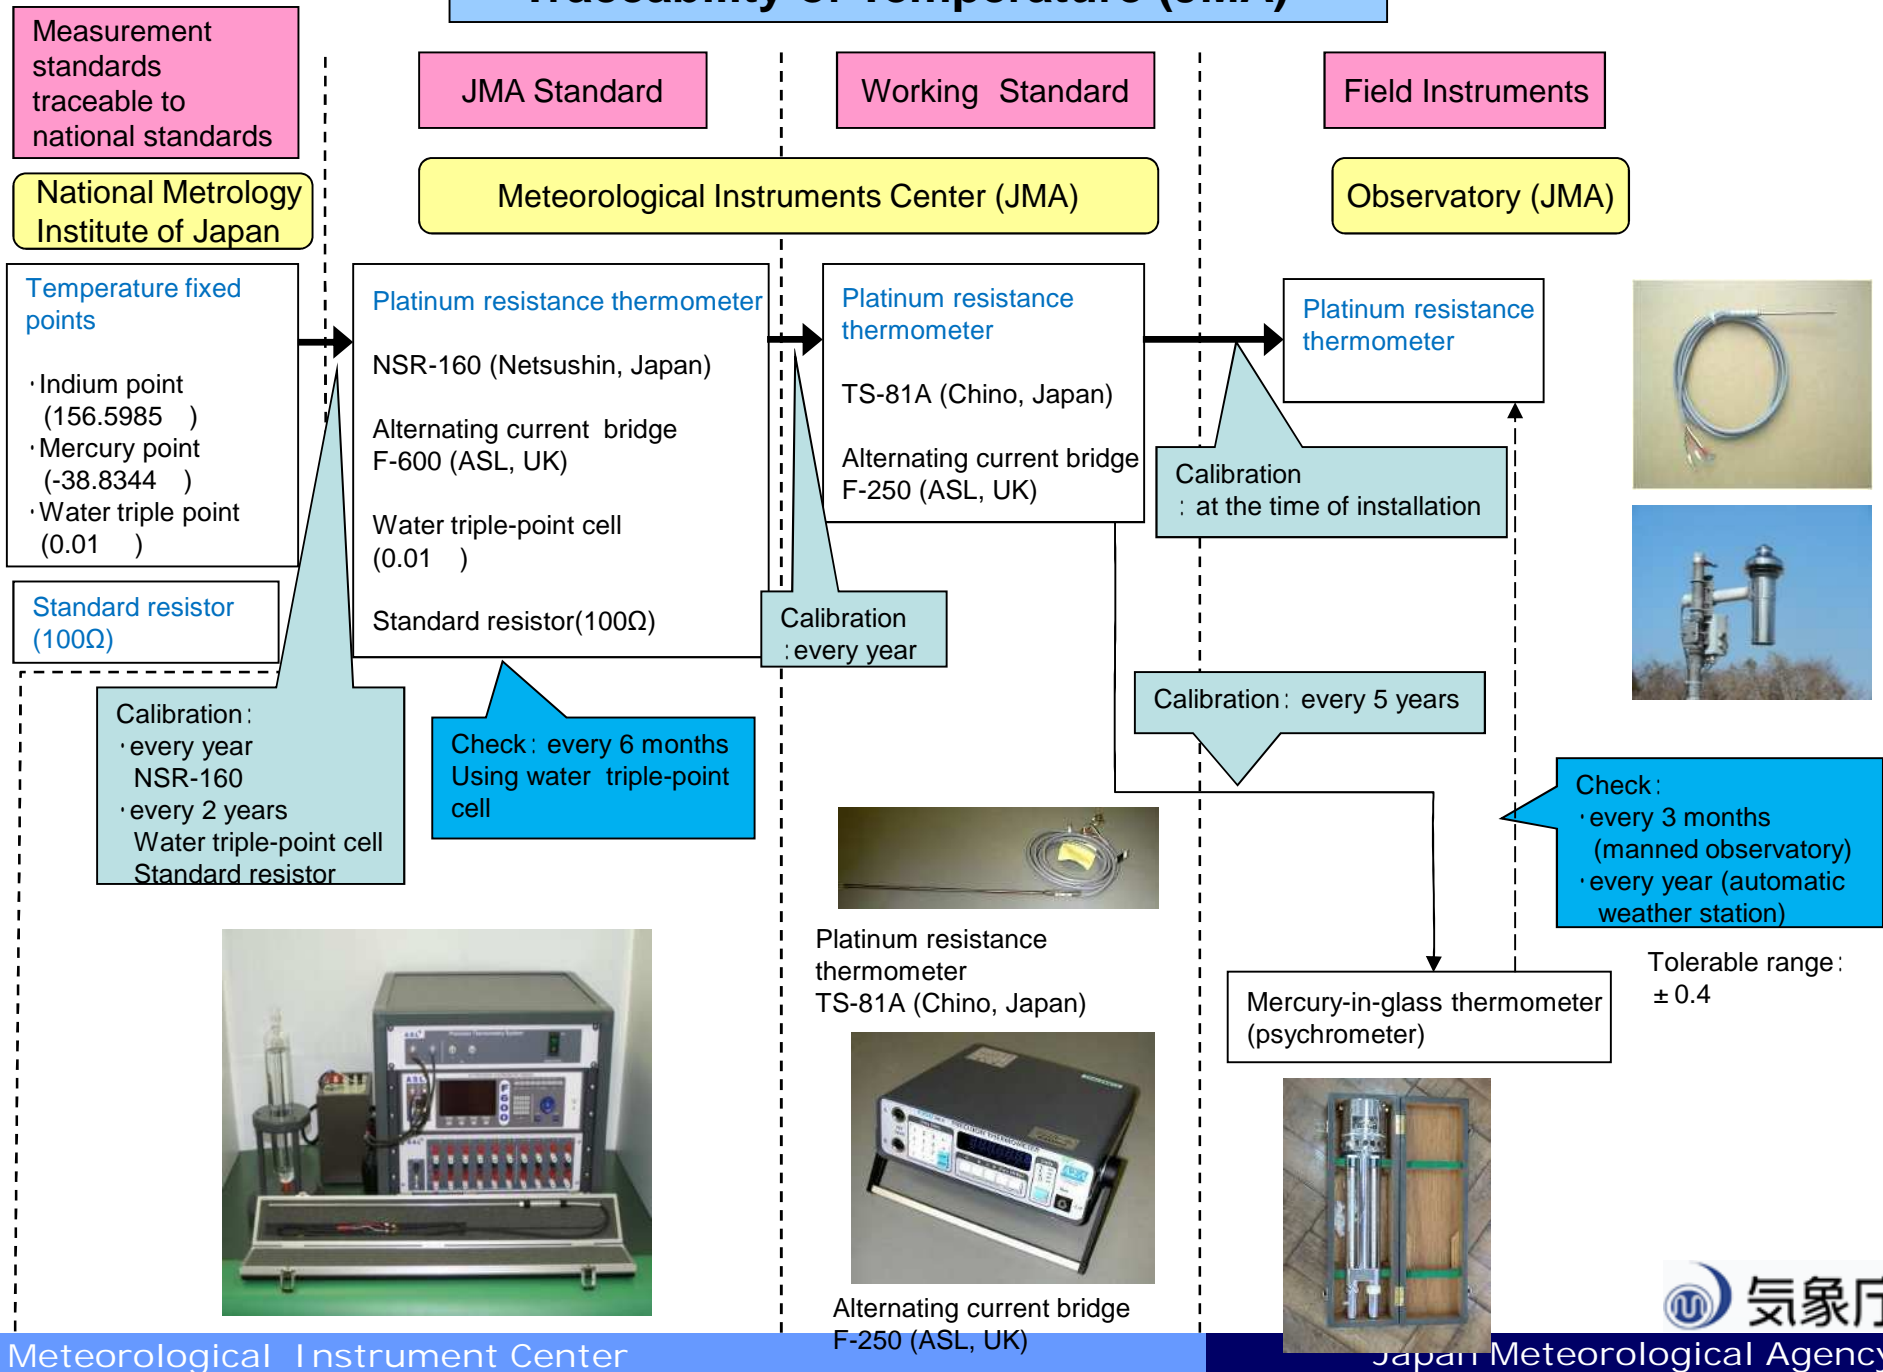 Traceability of Temperature (JMA)
Measurement
standards
traceable to
national standards
JMA Standard
Working Standard
Field Instruments
National Metrology
Institute of Japan
Meteorological Instruments Center (JMA)
Observatory (JMA)
Temperature fixed
points
・Indium point
(156.5985 )
・Mercury point
(-38.8344 )
・Water triple point
(0.01 )
Standard resistor
(100Ω)
Platinum resistance thermometer
NSR-160 (Netsushin, Japan)
Alternating current bridge
F-600 (ASL, UK)
Water triple-point cell
(0.01 )
Standard resistor(100Ω)
Platinum resistance
thermometer
TS-81A (Chino, Japan)
Alternating current bridge
F-250 (ASL, UK)
Platinum resistance
thermometer
Calibration
: at the time of installation
Calibration
:every year
Calibration:
・every year
NSR-160
・every 2 years
Water triple-point cell
Standard resistor
Check: every 6 months
Using water triple-point
cell
Calibration: every 5 years
Check:
・every 3 months
(manned observatory)
・every year (automatic
weather station)
Tolerable range:
±0.4
Platinum resistance
thermometer
TS-81A (Chino, Japan)
Mercury-in-glass thermometer
(psychrometer)
ASL
F600
Alternating current bridge
F-250 (ASL, UK)
気象庁
Meteorological Instrument Center
Japan Meteorological Agency